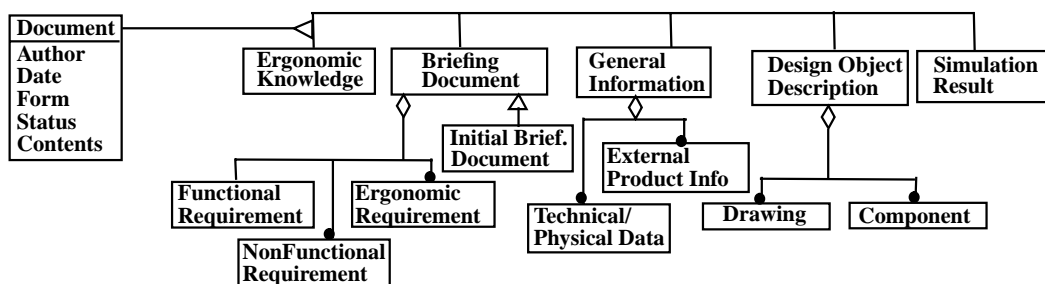 Document
Author
Date
Form
Status
Contents
Ergonomic
Knowledge
Briefing
Document
General
Information
Design Object
Description
Simulation
Result
Initial Brief.
Document
External
Product Info
Functional
Requirement
Ergonomic
Requirement
Technical/
Physical Data
Drawing
Component
NonFunctional
Requirement